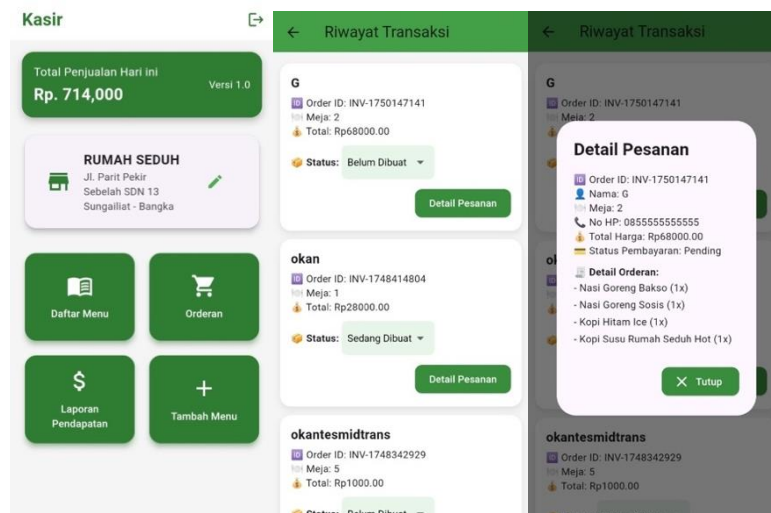 Kasir
Total Penjualan Hari ini
Rp. 714,000
Versi 1.0
RUMAH SEDUH
Jl. Parit Pekir
Sebelah SDN 13
Sungailiat - Bangka
Daftar Menu
Orderan
Laporan
Pendapatan
Tambah Menu
Riwayat Transaksi
G
Order ID: INV-1750147141
Meja: 2
Total: Rp68000.00
Status: Belum Dibuat
Detail Pesanan
okan
Order ID: INV-1748414804
Meja: 1
Total: Rp28000.00
Status: Sedang Dibuat
Detail Pesanan
okantesmidtrans
Order ID: INV-1748342929
Meja: 5
Total: Rp1000.00
Status: Belum Dibuat
Riwayat Transaksi
G
Order ID: INV-1750147141
Meja: 2
Detail Pesanan
Order ID: INV-1750147141
Nama: G
Meja: 2
No HP: 0855555555555
Total Harga: Rp68000.00
Status Pembayaran: Pending
Detail Orderan:
- Nasi Goreng Bakso (1x)
- Nasi Goreng Sosis (1x)
- Kopi Hitam Ice (1x)
- Kopi Susu Rumah Seduh Hot (1x)
Tutup
okantesmidtrans
Order ID: INV-1748342929
Meja: 5
Total: Rp1000.00